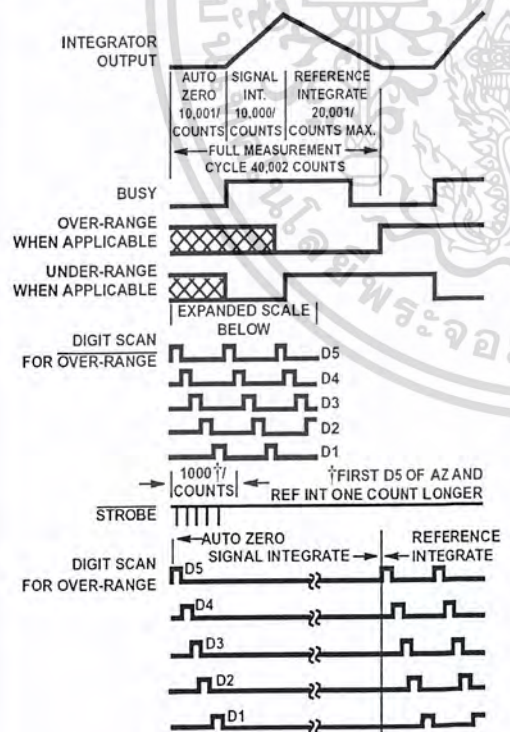 INTEGRATOR
OUTPUT
AUTO
ZERO
10,001/
COUNTS
SIGNAL
INT.
10,000/
COUNTS
REFERENCE
INTEGRATE
20,001/
COUNTS MAX.
FULL MEASUREMENT
CYCLE 40,002 COUNTS
BUSY
OVER-RANGE
WHEN APPLICABLE
UNDER-RANGE
WHEN APPLICABLE
EXPANDED SCALE
BELOW
DIGIT SCAN
FOR OVER-RANGE
D5
D4
D3
D2
D1
1000†/
COUNTS
†FIRST D5 OF AZ AND
REF INT ONE COUNT LONGER
STROBE
AUTO ZERO
SIGNAL INTEGRATE
REFERENCE
INTEGRATE
DIGIT SCAN
FOR OVER-RANGE
D5
D4
D3
D2
D1